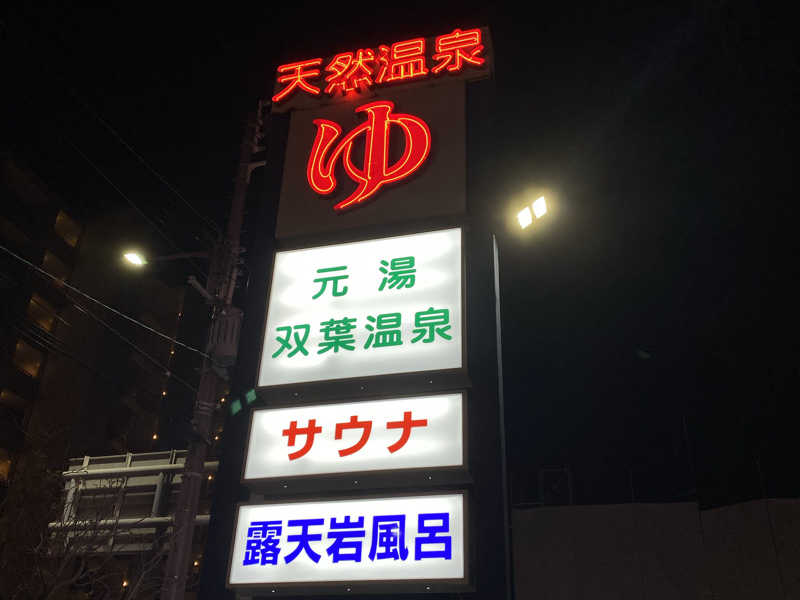 天然温泉
ゆ
元湯
双葉温泉
サウナ
露天岩風呂